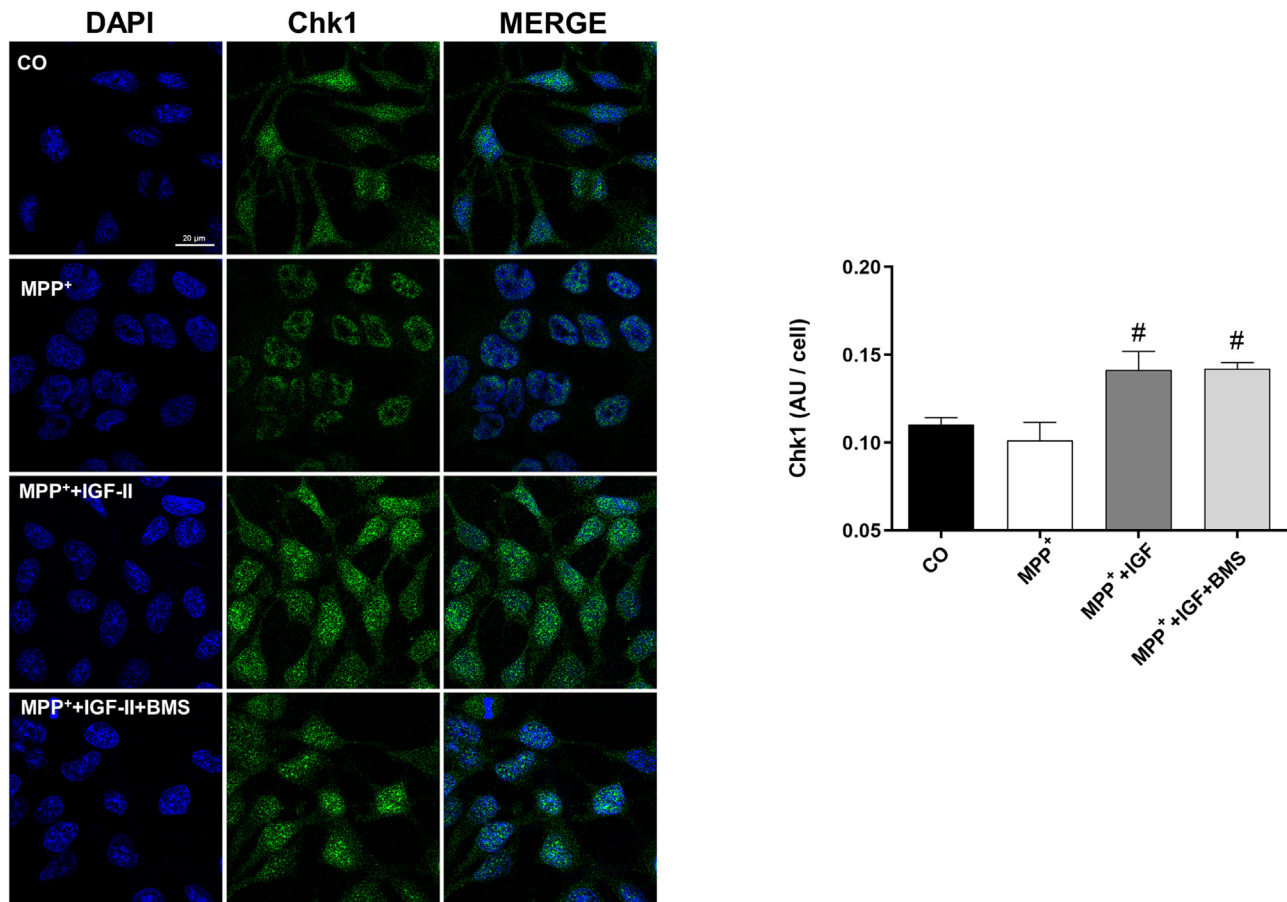 DAPI Chk1 MERGE
CO
20 µm
MPP⁺
MPP⁺+IGF-II
MPP⁺+IGF-II+BMS
Chk1 (AU / cell)
0.20
0.15
0.10
0.05
# #
CO
MPP⁺
MPP⁺+IGF
MPP⁺+IGF+BMS